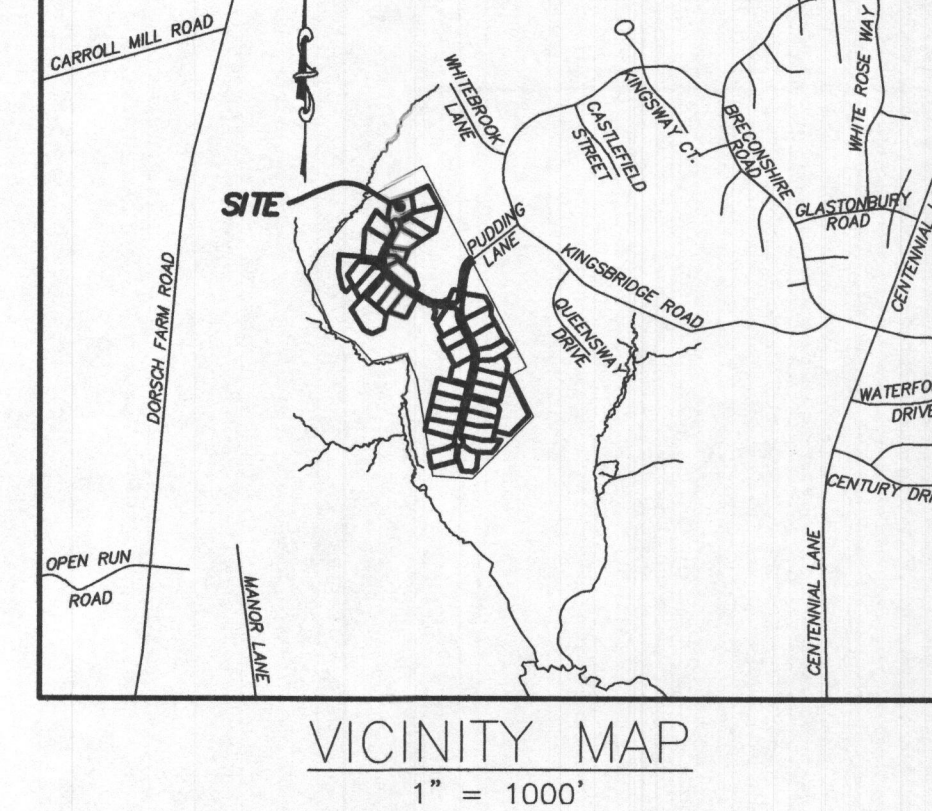 CARROLL MILL ROAD
WHITEBROOK
LANE
KINGSWAY CT.
CASTLEFIELD
STREET
BRECONSHIRE
ROAD
WHITE ROSE WAY
SITE
GLASTONBURY
ROAD
PUDDING
LANE
KINGSBRIDGE ROAD
CENTENNIAL
DORSCH FARM ROAD
QUEENSWAY
DRIVE
WATERFO
DRIVE
CENTURY DRI
OPEN RUN
ROAD
MANOR LANE
CENTENNIAL LANE
VICINITY MAP
1" = 1000'